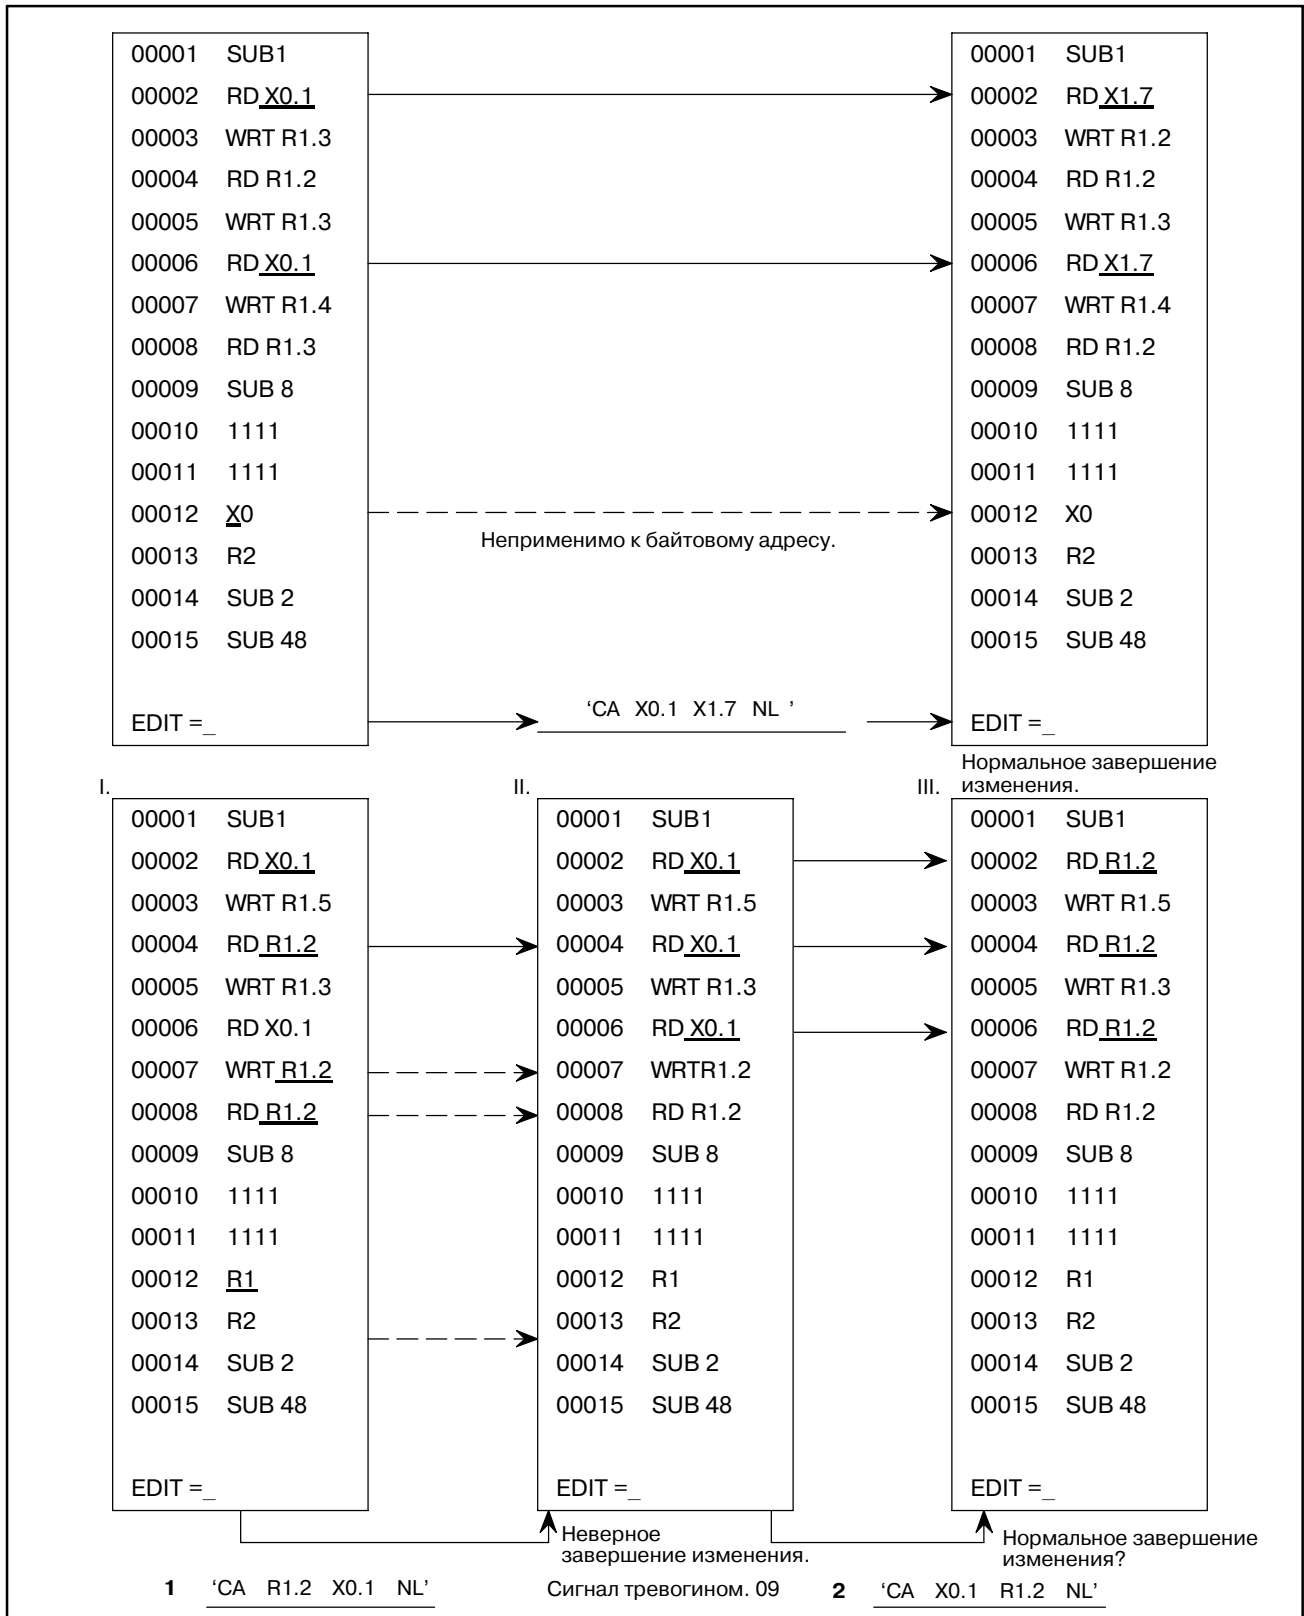 00001 SUB1
00002 RD X0.1
00003 WRT R1.3
00004 RD R1.2
00005 WRT R1.3
00006 RD X0.1
00007 WRT R1.4
00008 RD R1.3
00009 SUB 8
00010 1111
00011 1111
00012 X0
00013 R2
00014 SUB 2
00015 SUB 48
EDIT =_
Неприменимо к байтовому адресу.
‘CA X0.1 X1.7 NL ’
00001 SUB1
00002 RD X1.7
00003 WRT R1.2
00004 RD R1.2
00005 WRT R1.3
00006 RD X1.7
00007 WRT R1.4
00008 RD R1.2
00009 SUB 8
00010 1111
00011 1111
00012 X0
00013 R2
00014 SUB 2
00015 SUB 48
EDIT =_
Нормальное завершение
изменения.
I.
00001 SUB1
00002 RD X0.1
00003 WRT R1.5
00004 RD R1.2
00005 WRT R1.3
00006 RD X0.1
00007 WRT R1.2
00008 RD R1.2
00009 SUB 8
00010 1111
00011 1111
00012 R1
00013 R2
00014 SUB 2
00015 SUB 48
EDIT =_
II.
00001 SUB1
00002 RD X0.1
00003 WRT R1.5
00004 RD X0.1
00005 WRT R1.3
00006 RD X0.1
00007 WRTR1.2
00008 RD R1.2
00009 SUB 8
00010 1111
00011 1111
00012 R1
00013 R2
00014 SUB 2
00015 SUB 48
EDIT =_
III.
00001 SUB1
00002 RD R1.2
00003 WRT R1.5
00004 RD R1.2
00005 WRT R1.3
00006 RD R1.2
00007 WRT R1.2
00008 RD R1.2
00009 SUB 8
00010 1111
00011 1111
00012 R1
00013 R2
00014 SUB 2
00015 SUB 48
EDIT =_
Неверное
завершение изменения.
Нормальное завершение
изменения?
1 ‘CA R1.2 X0.1 NL’
Сигнал тревогином. 09
2 ‘CA X0.1 R1.2 NL’